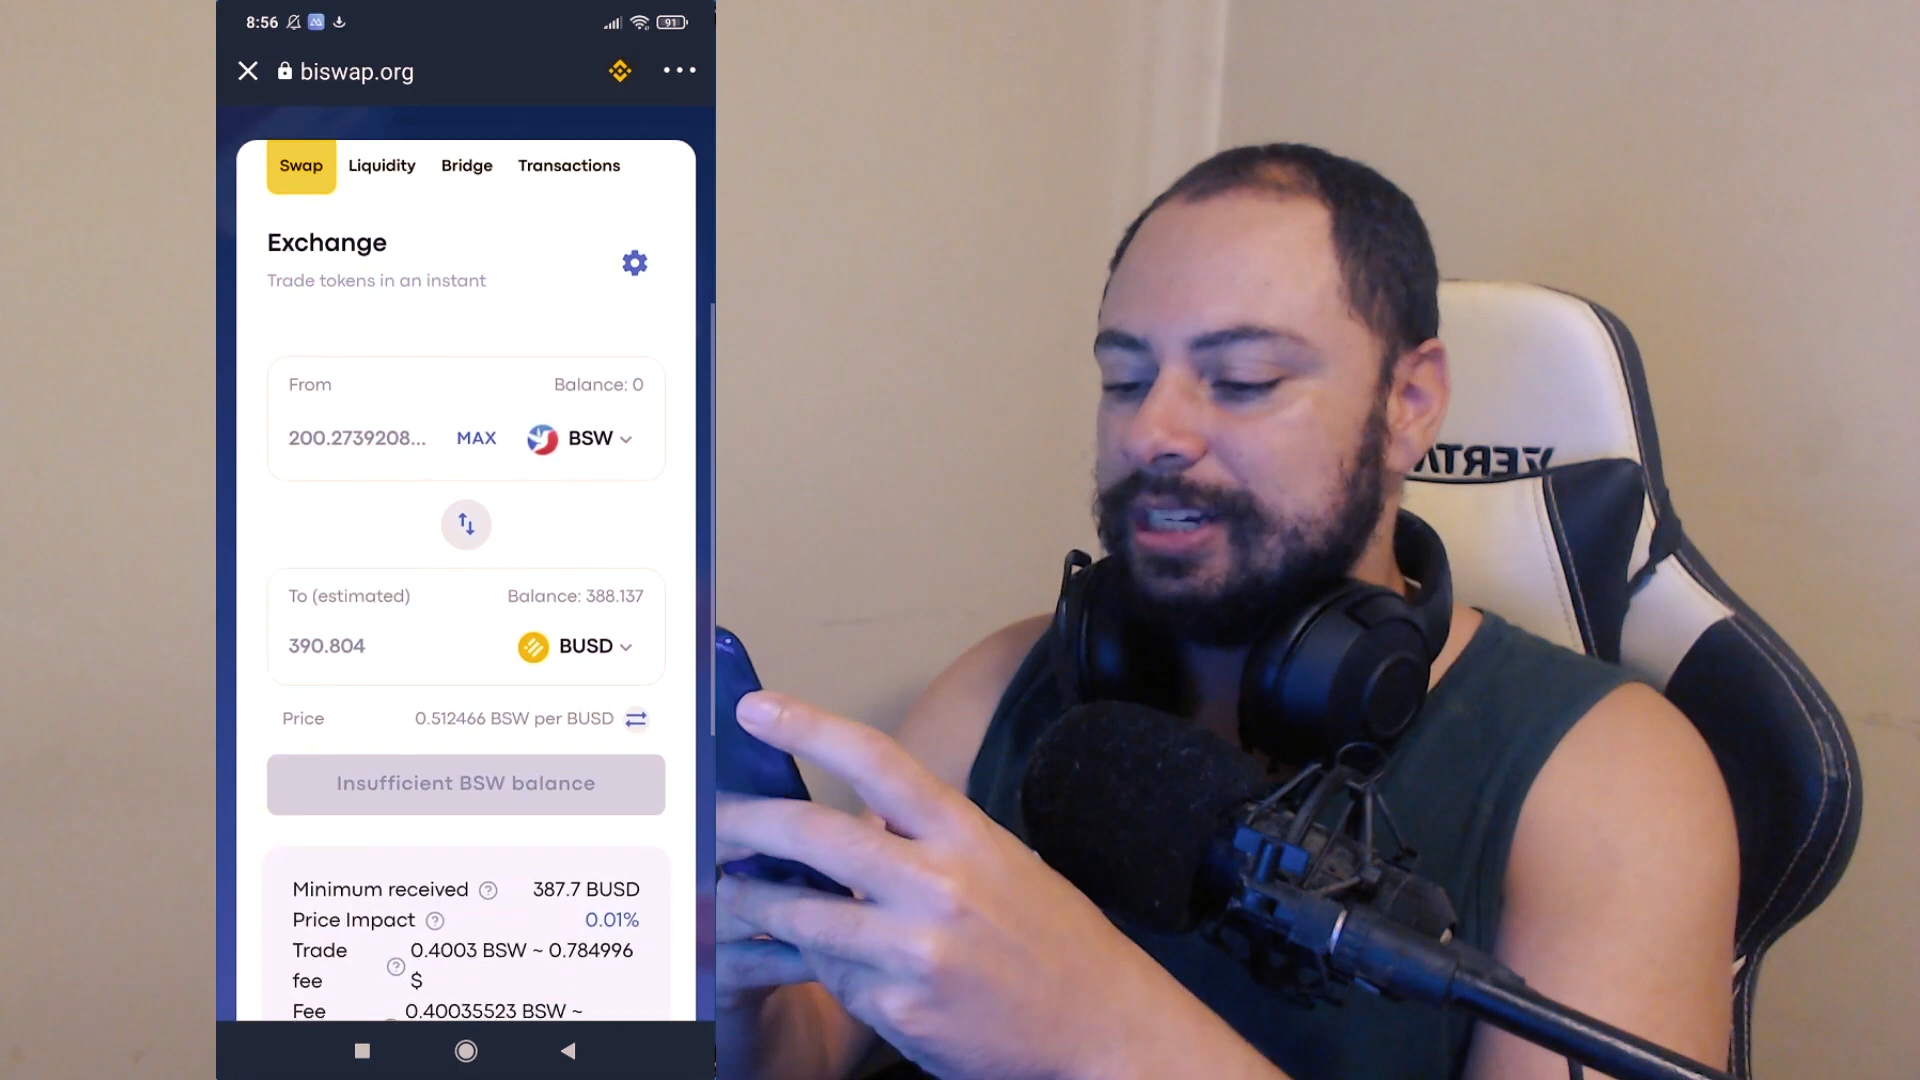 8:56
91
biswap.org
Swap Liquidity Bridge Transactions
Exchange
Trade tokens in an instant
From Balance: 0
200.2739208... MAX BSW
To (estimated) Balance: 388.137
390.804 BUSD
Price 0.512466 BSW per BUSD
Insufficient BSW balance
Minimum received ? 387.7 BUSD
Price Impact ? 0.01%
Trade fee ? 0.4003 BSW ~ 0.784996 $
Fee 0.40035523 BSW ~